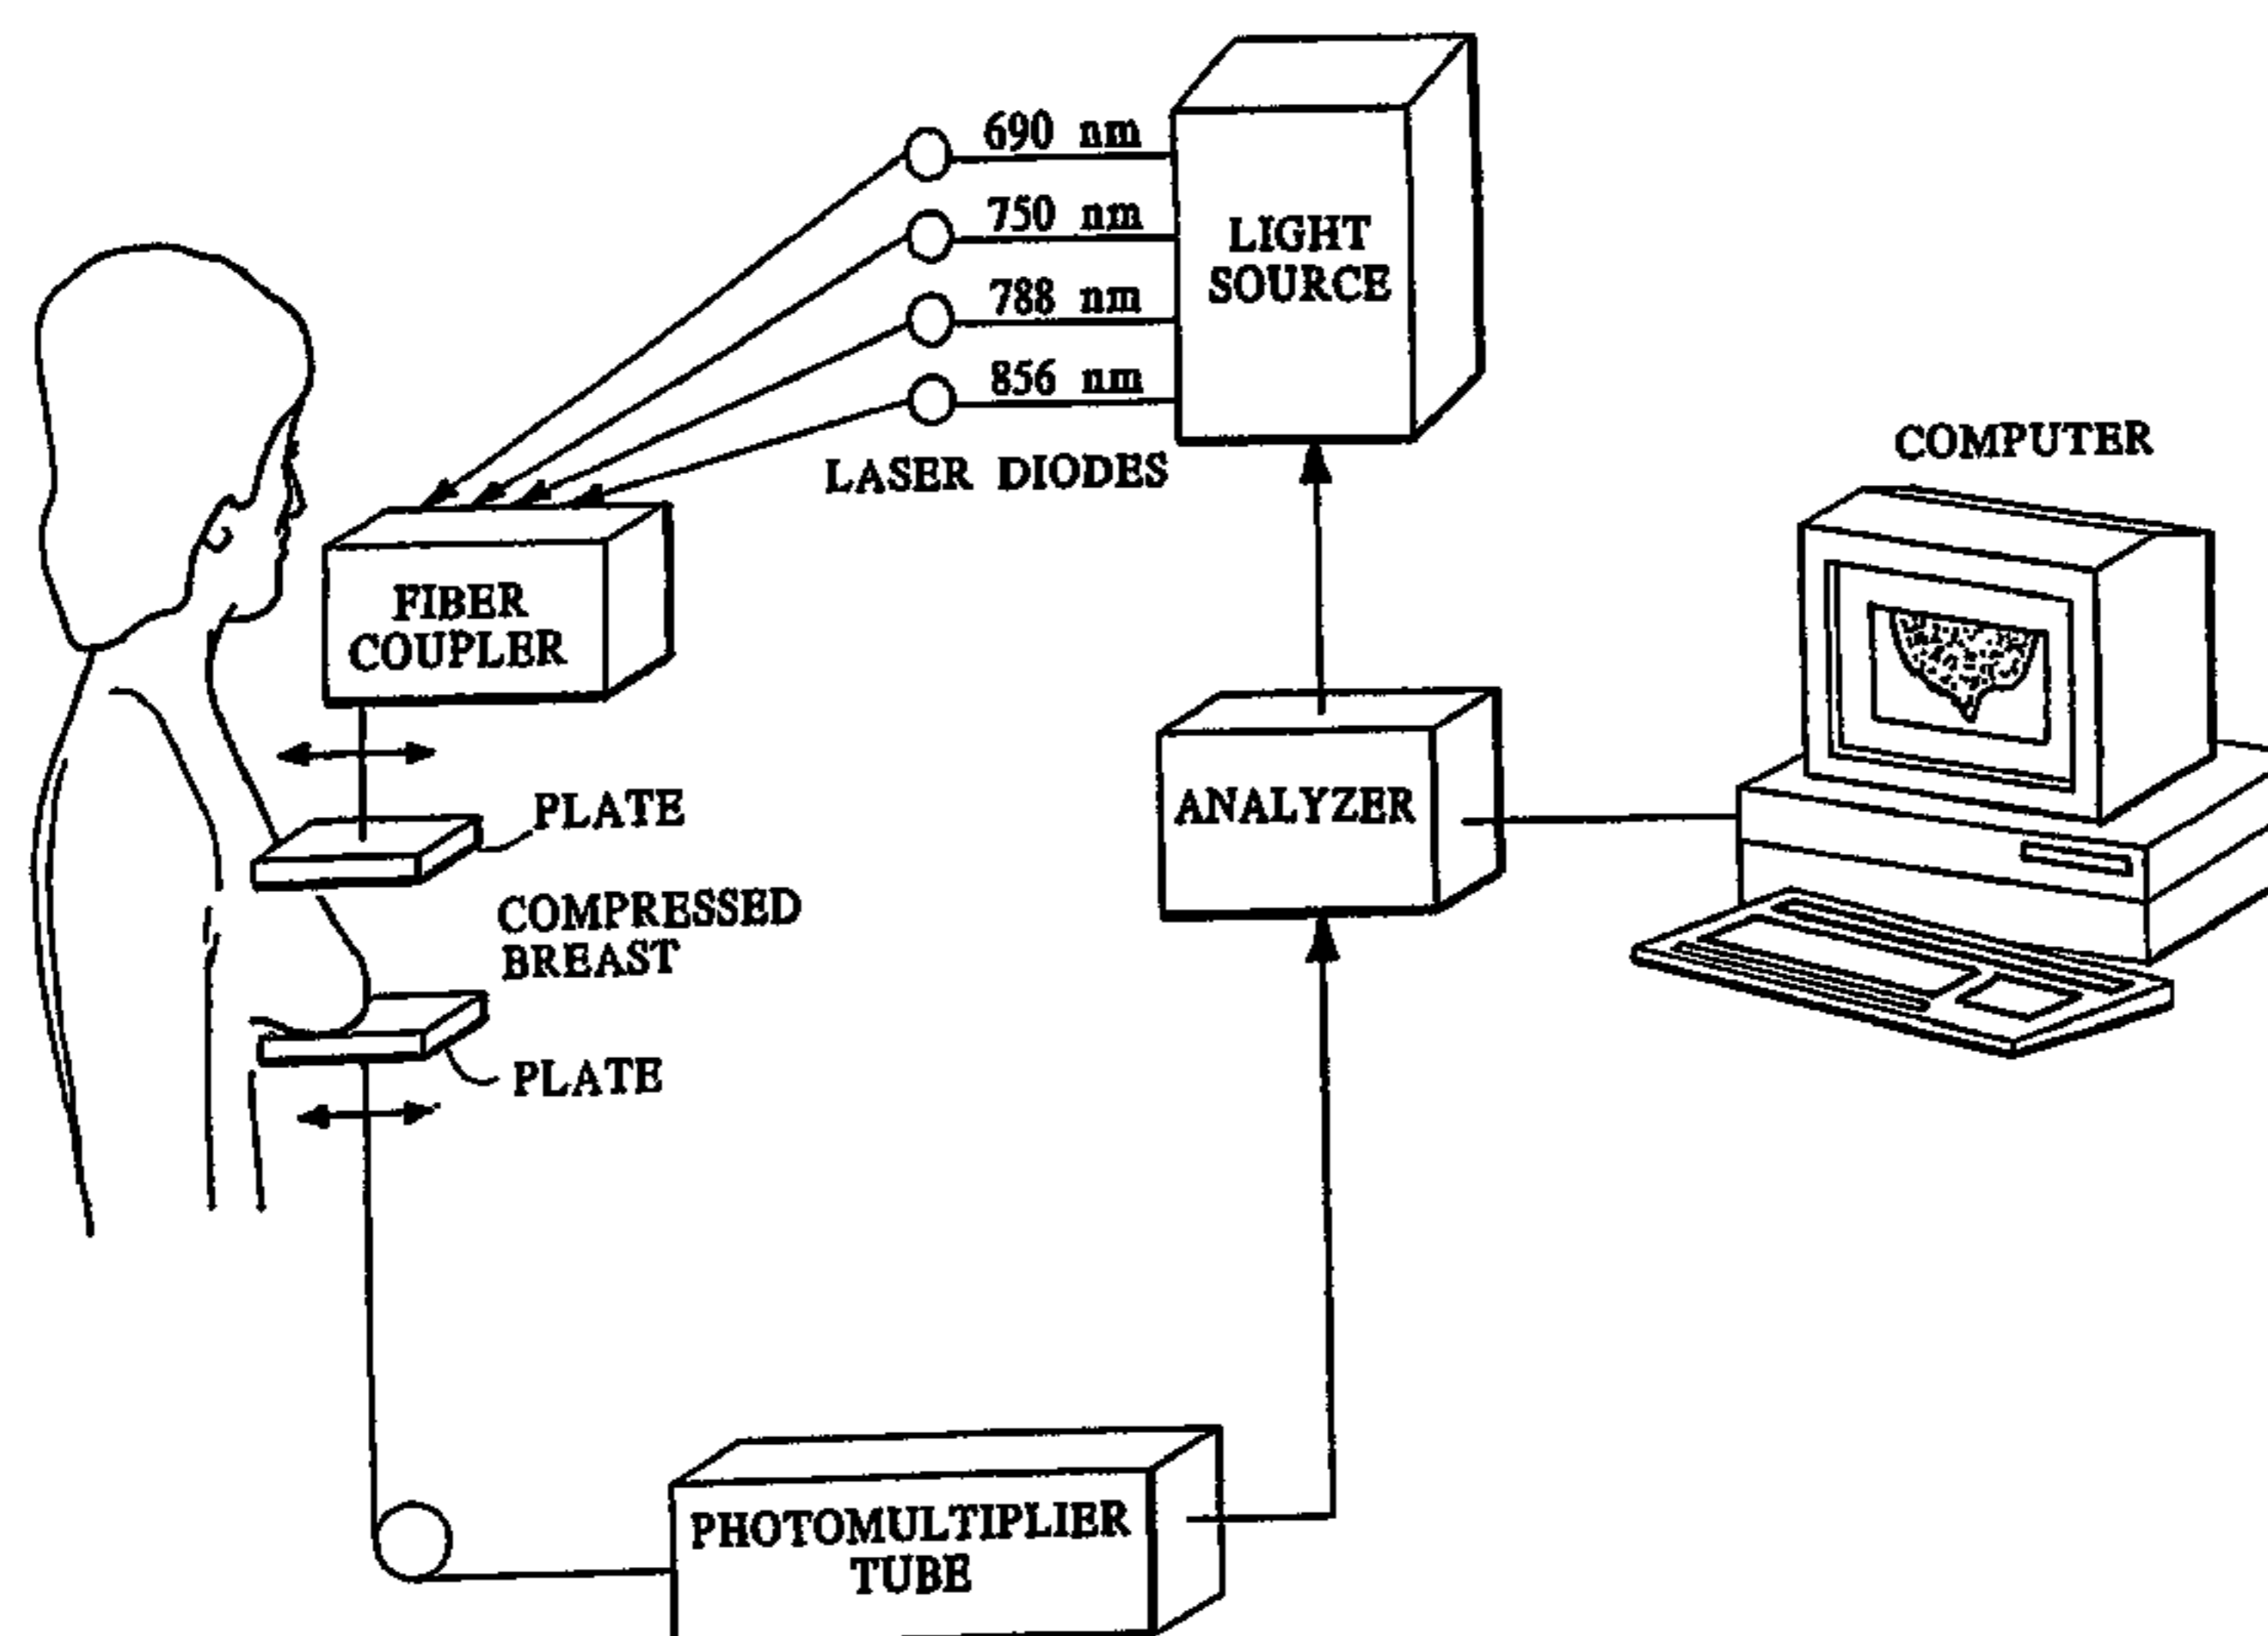 690 nm
750 nm
788 nm
856 nm
LIGHT
SOURCE
LASER DIODES
COMPUTER
FIBER
COUPLER
PLATE
ANALYZER
COMPRESSED
BREAST
PLATE
PHOTOMULTIPLIER
TUBE